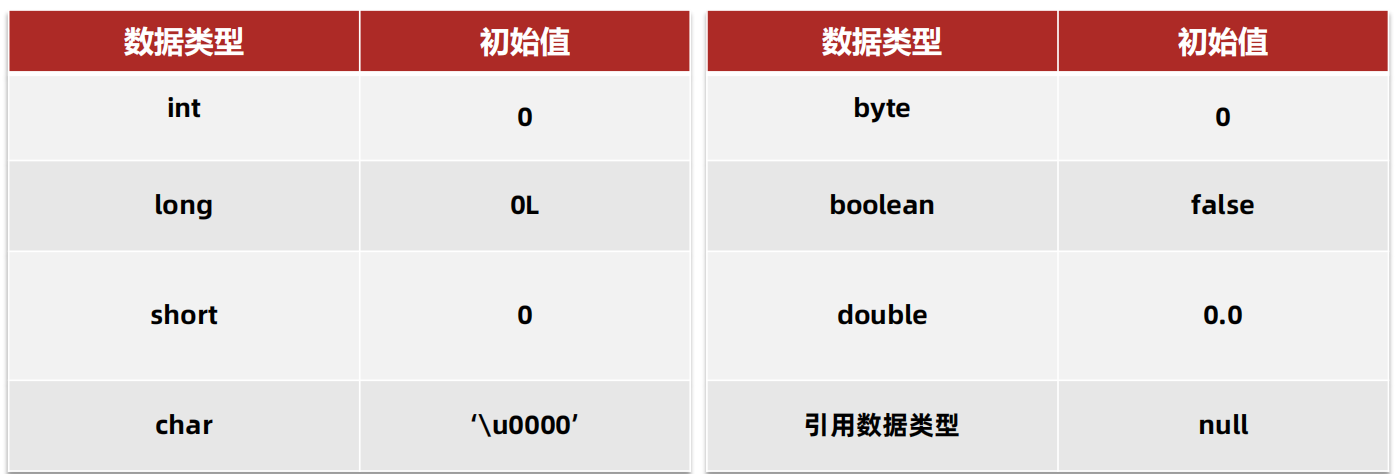 数据类型 初始值
int 0
long 0L
short 0
char ‘\u0000’
数据类型 初始值
byte 0
boolean false
double 0.0
引用数据类型 null